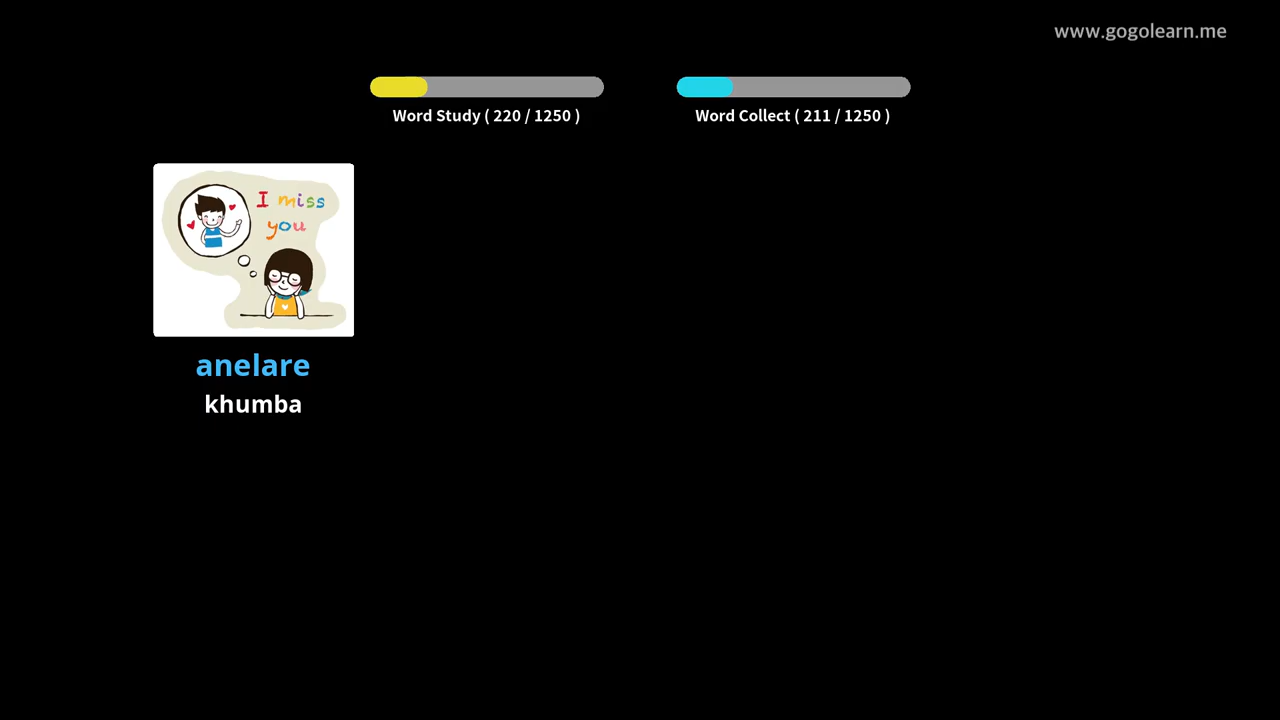 www.gogolearn.me
Word Study ( 220 / 1250 )
Word Collect ( 211 / 1250 )
I miss
you
anelare
khumba